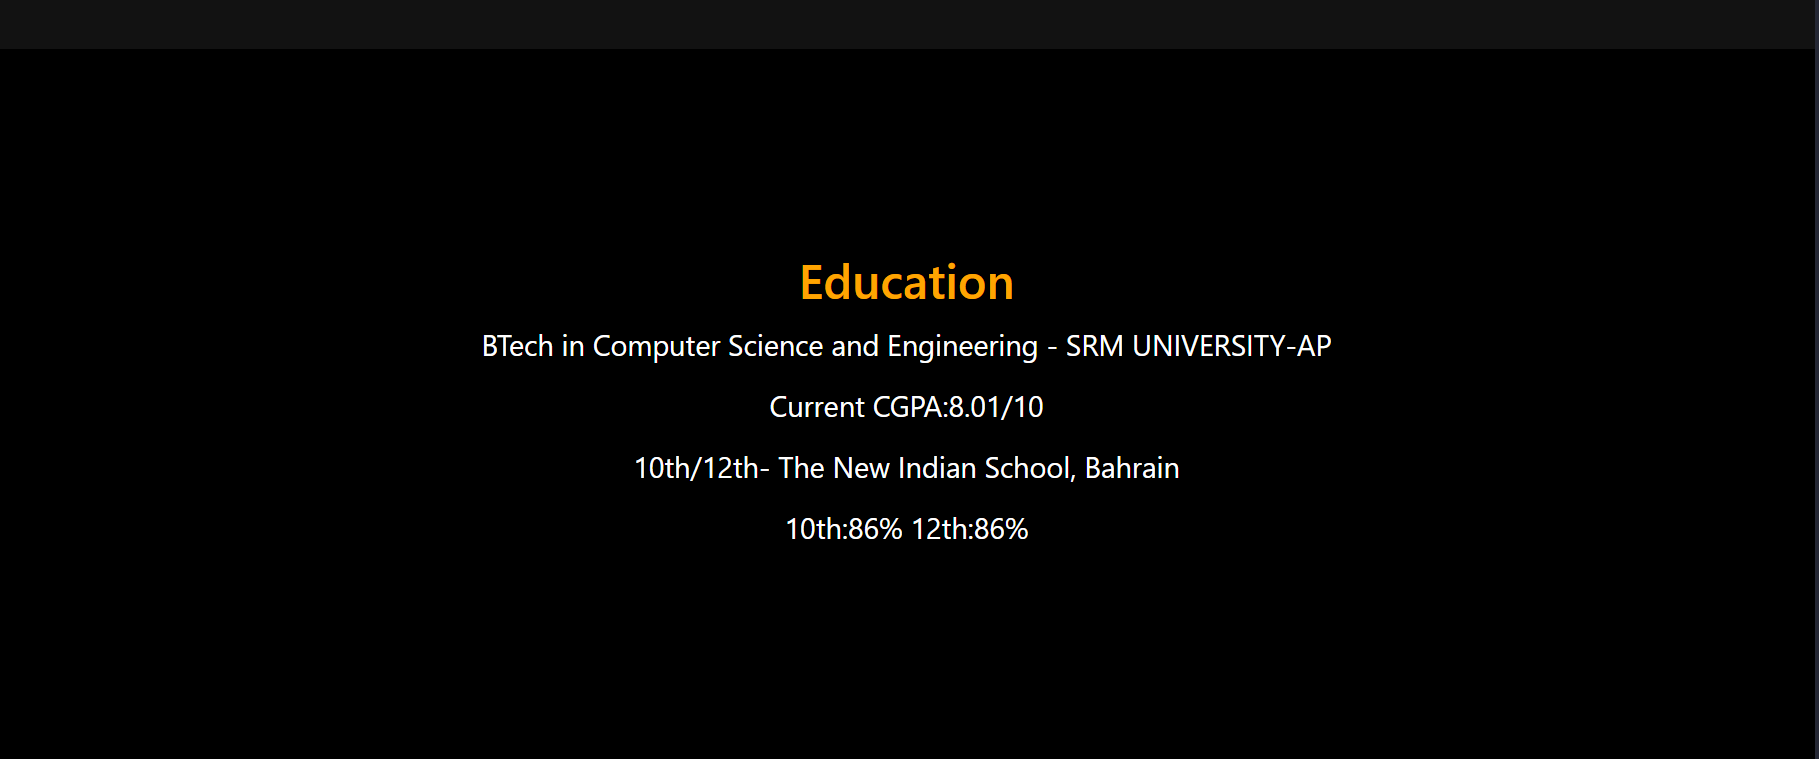 Education
BTech in Computer Science and Engineering - SRM UNIVERSITY-AP
Current CGPA:8.01/10
10th/12th- The New Indian School, Bahrain
10th:86% 12th:86%